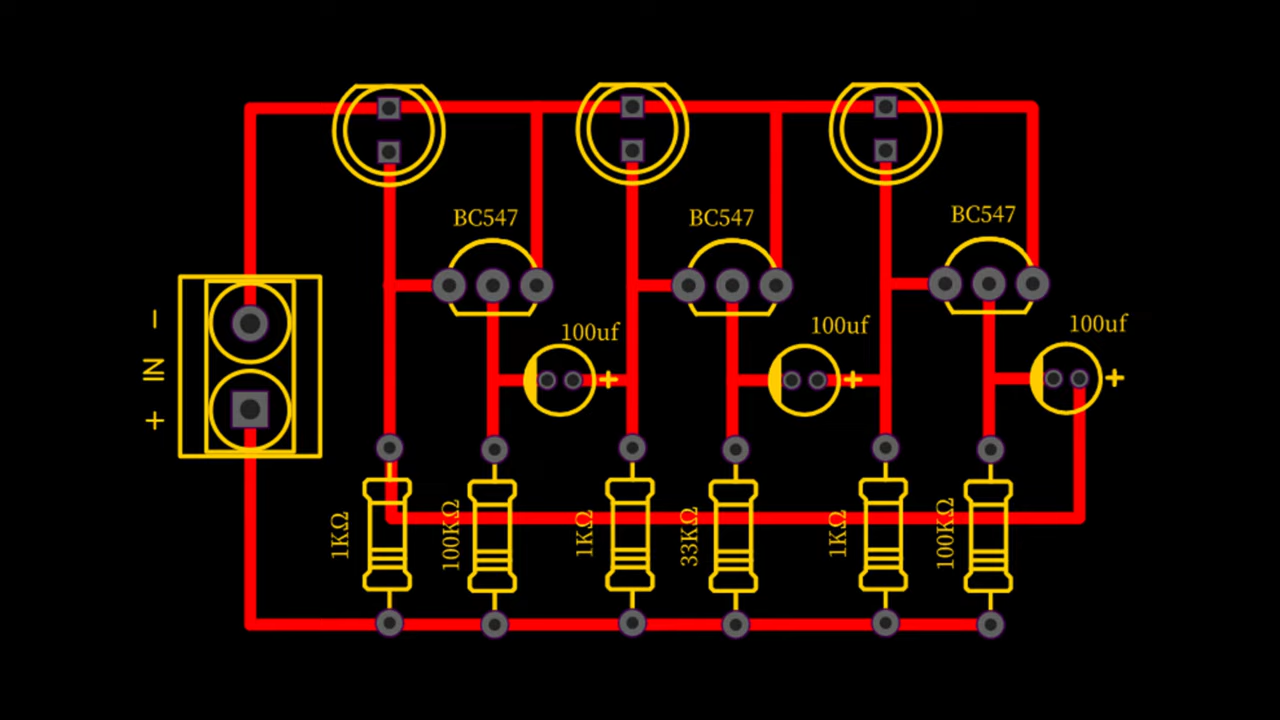 BC547
BC547
BC547
100uf
+
100uf
+
100uf
+
− IN +
1KΩ
100KΩ
1KΩ
33KΩ
1KΩ
100KΩ